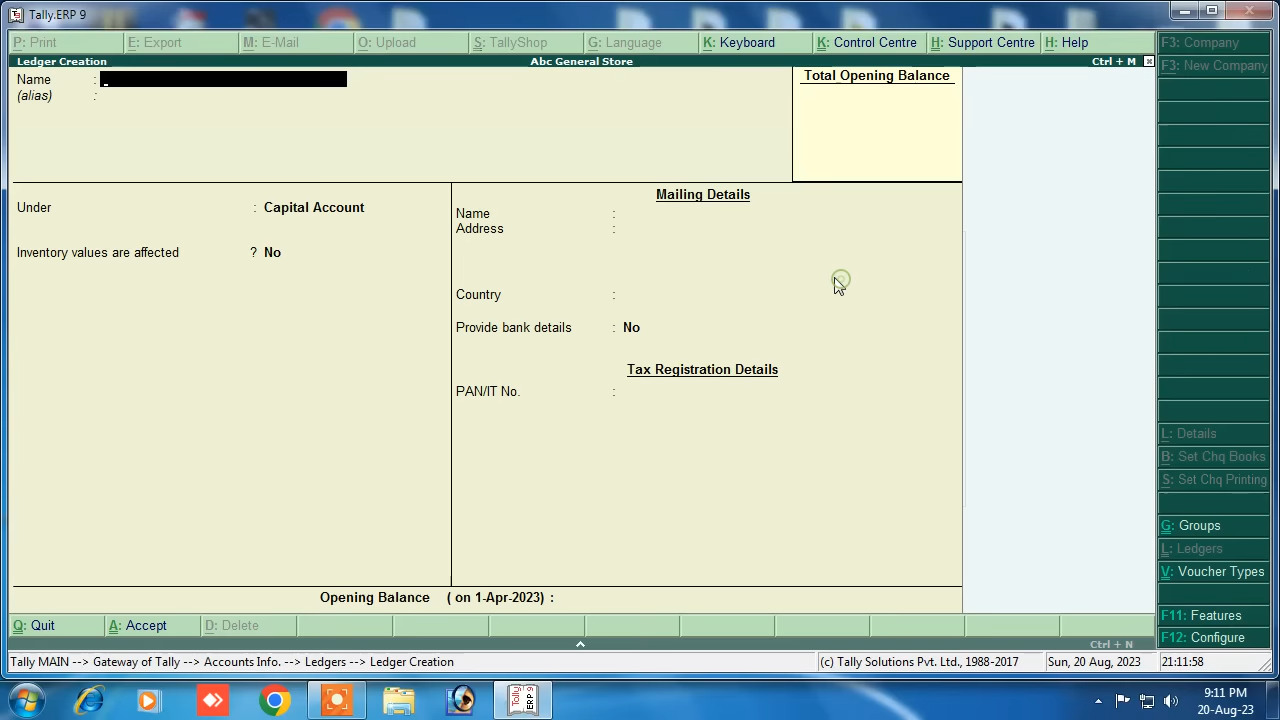 Tally.ERP 9
P: Print
E: Export
M: E-Mail
O: Upload
S: TallyShop
G: Language
K: Keyboard
K: Control Centre
H: Support Centre
H: Help
F3: Company
F3: New Company
Ledger Creation
Abc General Store
Ctrl + M
Name :
(alias) :
Total Opening Balance
Under : Capital Account
Inventory values are affected ? No
Mailing Details
Name :
Address :
Country :
Provide bank details : No
Tax Registration Details
PAN/IT No. :
L: Details
B: Set Chq Books
S: Set Chq Printing
G: Groups
L: Ledgers
V: Voucher Types
F11: Features
F12: Configure
Opening Balance ( on 1-Apr-2023) :
Q: Quit
A: Accept
D: Delete
Ctrl + N
Tally MAIN --> Gateway of Tally --> Accounts Info. --> Ledgers --> Ledger Creation
(c) Tally Solutions Pvt. Ltd., 1988-2017
Sun, 20 Aug, 2023
21:11:58
Tally ERP 9
9:11 PM
20-Aug-23